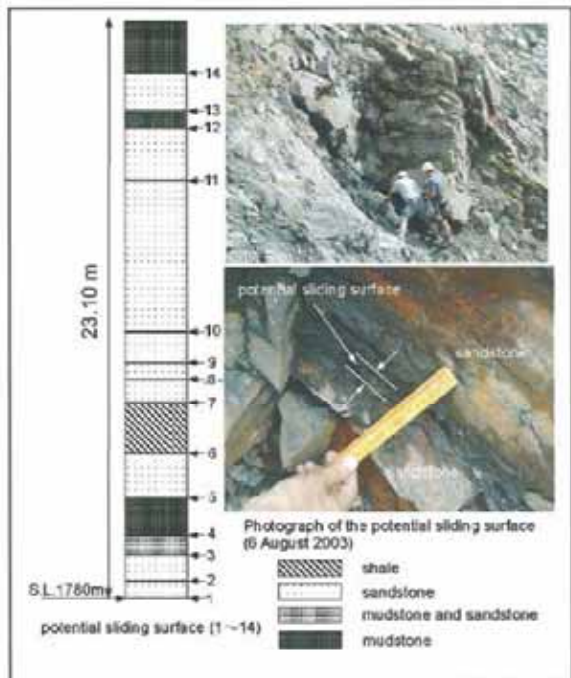 23.10 m
14
13
12
11
10
9
8
7
6
5
4
3
2
S.L.1780m
1
potential sliding surface (1~14)
potential sliding surface
sandstone
sandstone
Photograph of the potential sliding surface
(6 August 2003)
shale
sandstone
mudstone and sandstone
mudstone